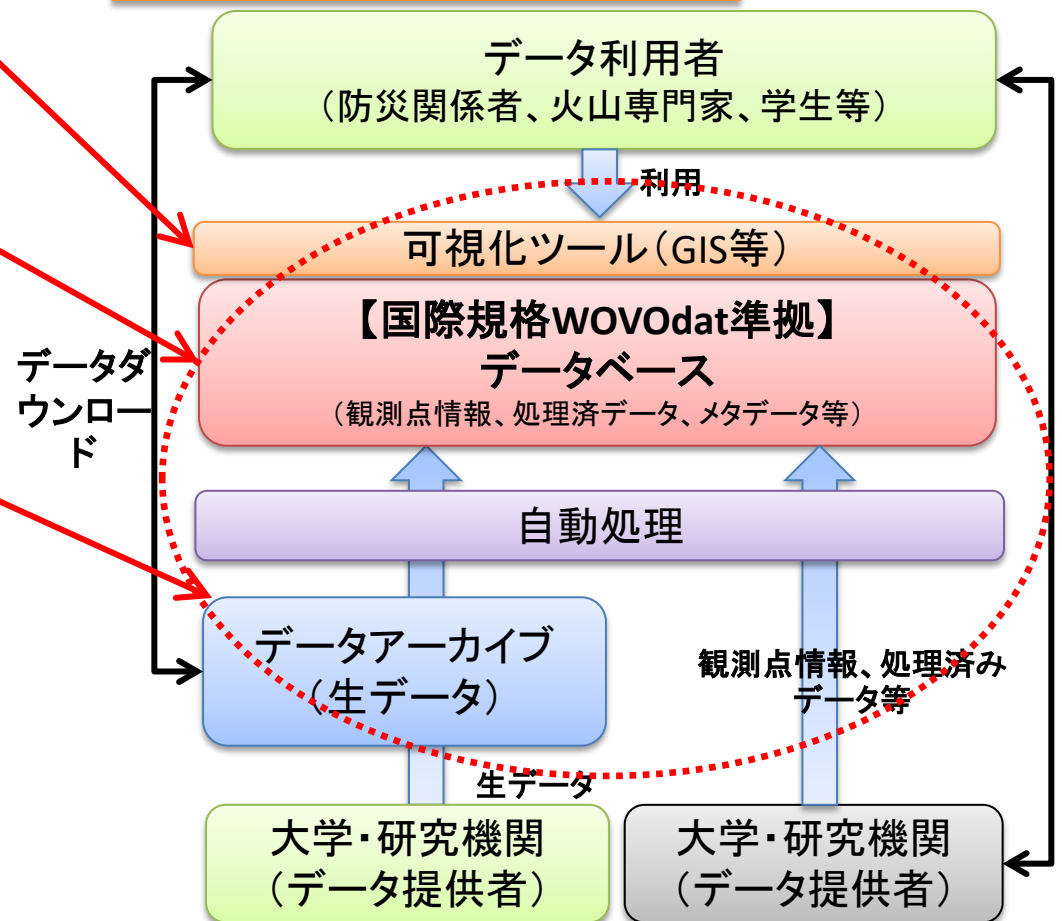 データ利用者
（防災関係者、火山専門家、学生等）
利用
可視化ツール（GIS等）
【国際規格WOVOdat準拠】
データベース
（観測点情報、処理済データ、メタデータ等）
データダ
ウンロー
ド
自動処理
データアーカイブ
（生データ）
観測点情報、処理済み
データ等
生データ
大学・研究機関
（データ提供者）
大学・研究機関
（データ提供者）